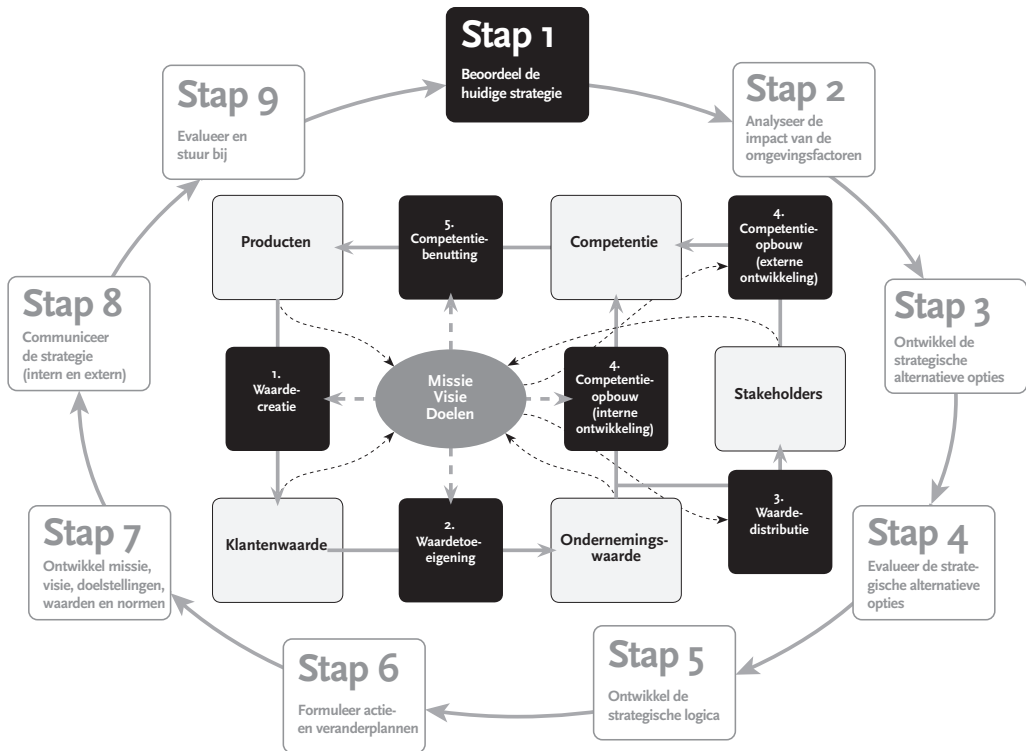 Stap 1
Beoordeel de
huidige strategie
Stap 2
Analyseer de
impact van de
omgevingsfactoren
Stap 3
Ontwikkel de
strategische
alternatieve opties
Stap 4
Evalueer de strate-
gische alternatieve
opties
Stap 5
Ontwikkel de
strategische logica
Stap 6
Formuleer actie-
en veranderplannen
Stap 7
Ontwikkel missie,
visie, doelstellingen,
waarden en normen
Stap 8
Communiceer
de strategie
(intern en extern)
Stap 9
Evalueer en
stuur bij
Producten
5.
Competentie-
benutting
Competentie
4.
Competentie-
opbouw
(externe
ontwikkeling)
1.
Waarde-
creatie
Missie
Visie
Doelen
4.
Competentie-
opbouw
(interne
ontwikkeling)
Stakeholders
Klantenwaarde
2.
Waardetoe-
eigening
Ondernemings-
waarde
3.
Waarde-
distributie